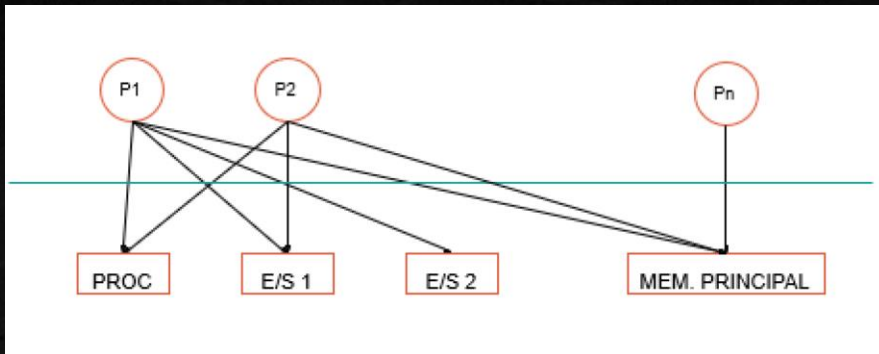 P1
P2
Pn
PROC
E/S 1
E/S 2
MEM. PRINCIPAL